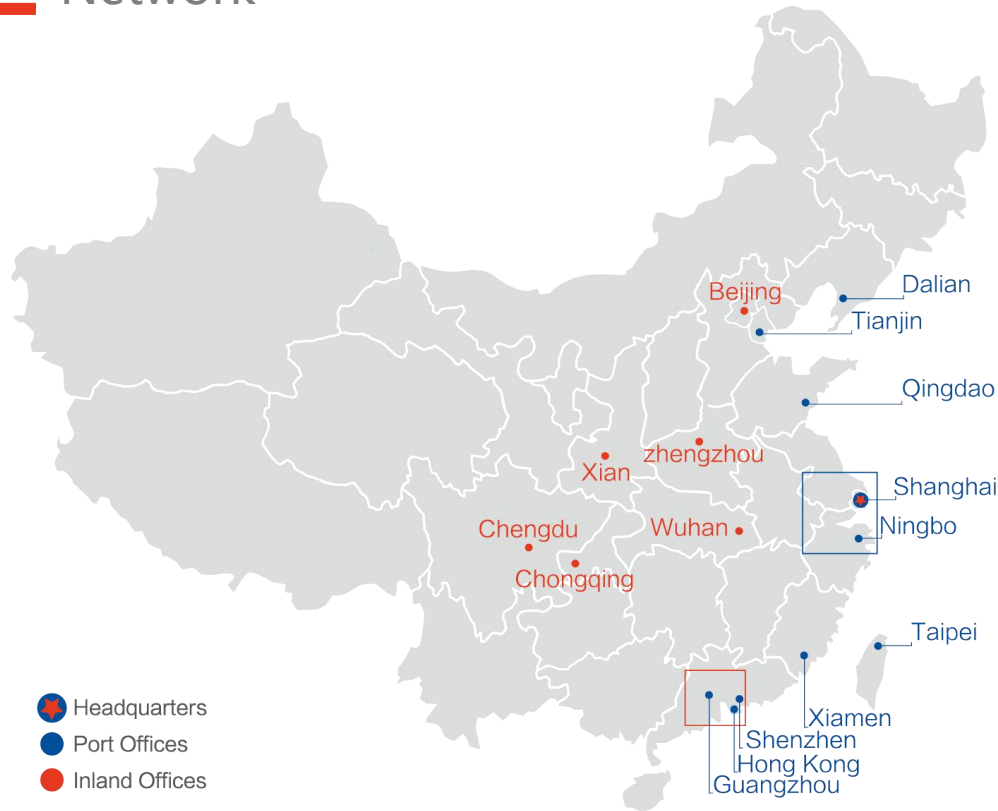 Network
Dalian
Beijing
Tianjin
Qingdao
zhengzhou
Xian
Shanghai
Ningbo
Chengdu
Wuhan
Chongqing
Taipei
Xiamen
Shenzhen
Hong Kong
Guangzhou
Headquarters
Port Offices
Inland Offices